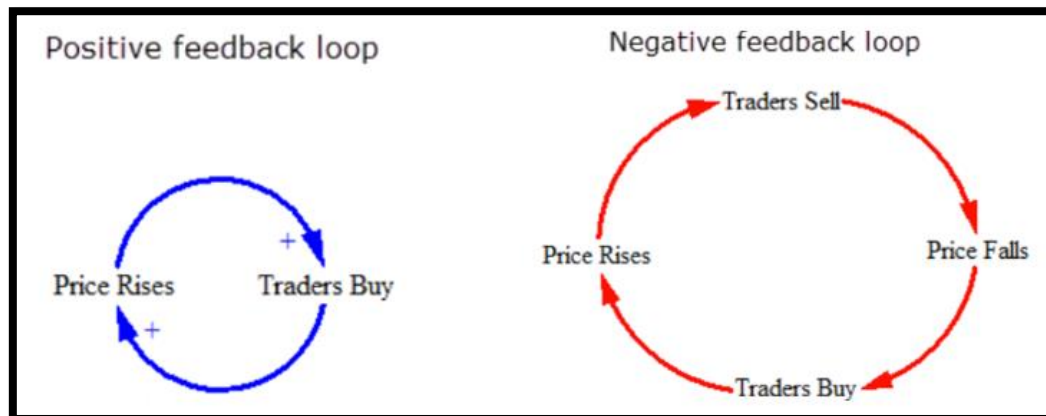 Positive feedback loop
Negative feedback loop
Traders Sell
+
Price Rises
Traders Buy
+
Price Rises
Price Falls
Traders Buy